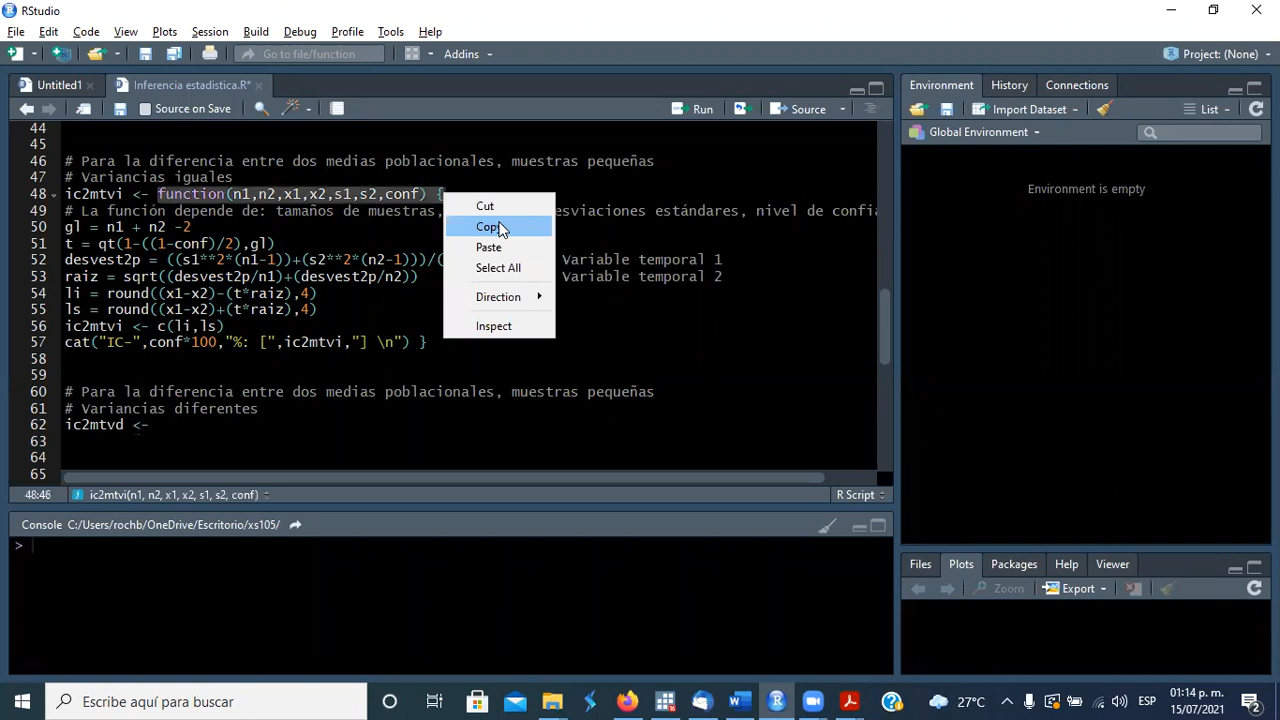 RStudio
File Edit Code View Plots Session Build Debug Profile Tools Help
Go to file/function Addins Project: (None)
Untitled1 Inferencia estadistica.R*
Source on Save Run Source
44
45
46 # Para la diferencia entre dos medias poblacionales, muestras pequeñas
47 # Variancias iguales
48 ic2mtvi <- function(n1,n2,x1,x2,s1,s2,conf) {
49 # La función depende de: tamaños de muestras, esviaciones estándares, nivel de confia
50 gl = n1 + n2 -2
51 t = qt(1-((1-conf)/2),gl)
52 desvest2p = ((s1**2*(n1-1))+(s2**2*(n2-1)))/( Variable temporal 1
53 raiz = sqrt((desvest2p/n1)+(desvest2p/n2)) Variable temporal 2
54 li = round((x1-x2)-(t*raiz),4)
55 ls = round((x1-x2)+(t*raiz),4)
56 ic2mtvi <- c(li,ls)
57 cat("IC-",conf*100,"%: [",ic2mtvi,"] \n") }
58
59
60 # Para la diferencia entre dos medias poblacionales, muestras pequeñas
61 # Variancias diferentes
62 ic2mtvd <-
63
64
65
Cut
Copy
Paste
Select All
Direction
Inspect
48:46 ic2mtvi(n1, n2, x1, x2, s1, s2, conf) R Script
Console C:/Users/rochb/OneDrive/Escritorio/xs105/
>
Environment History Connections
Import Dataset List
Global Environment
Environment is empty
Files Plots Packages Help Viewer
Zoom Export
Escribe aquí para buscar
27°C ESP 01:14 p. m.
15/07/2021
2